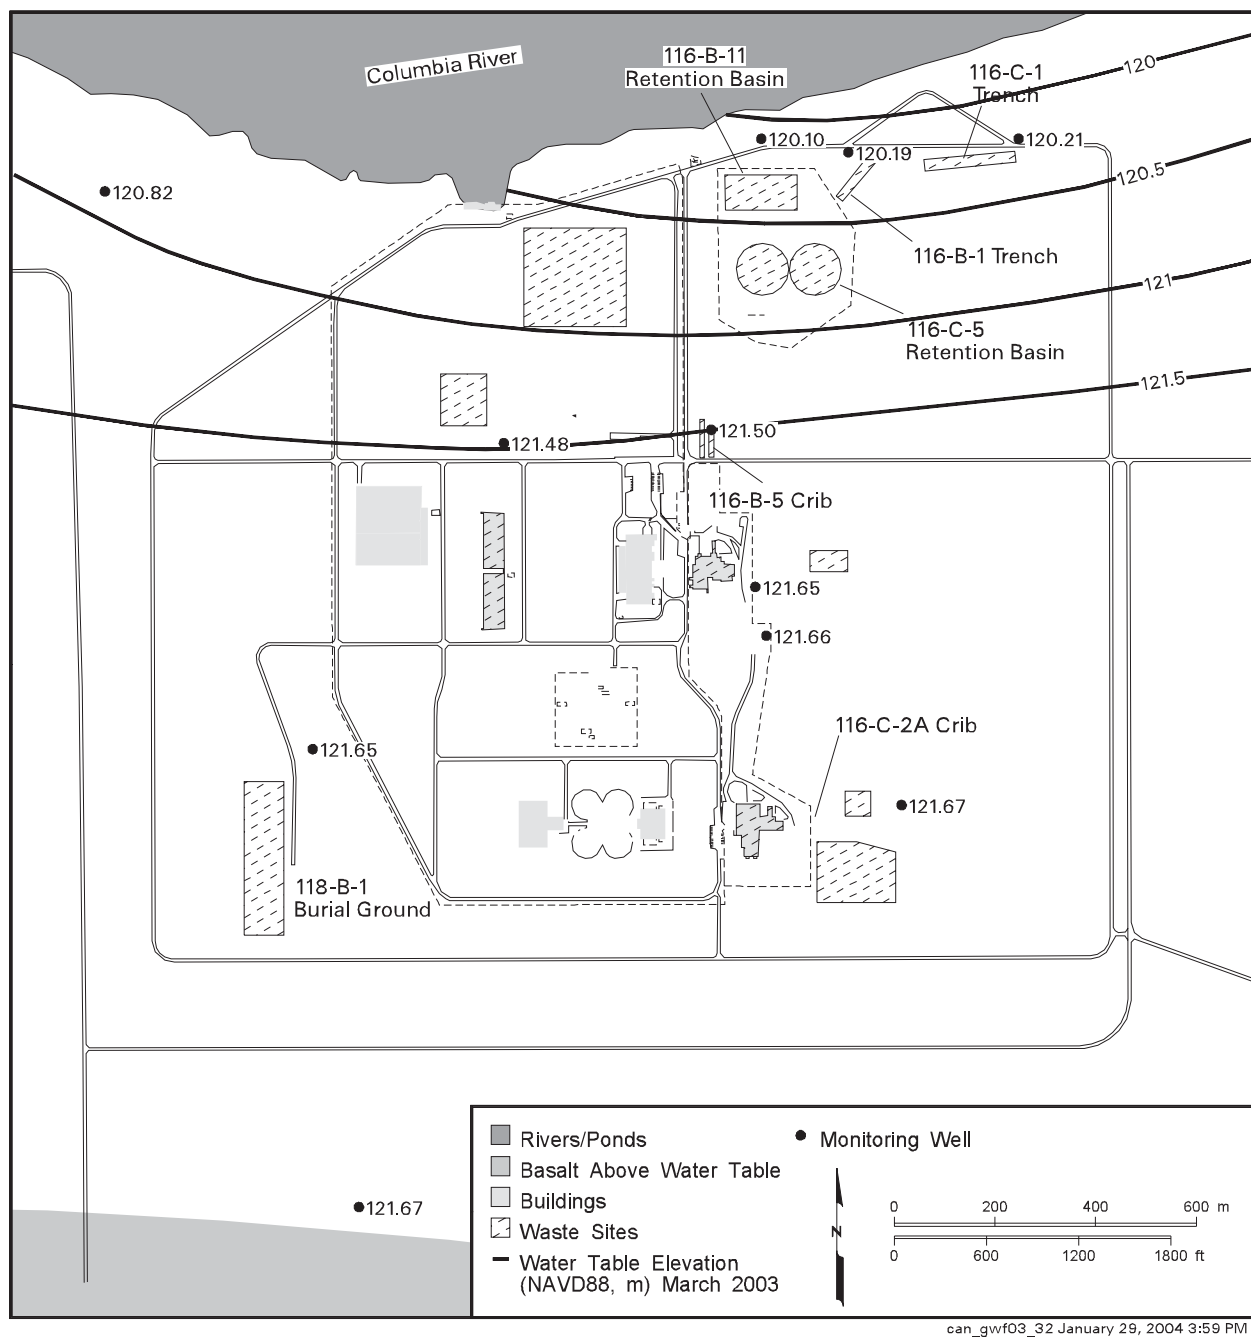 Columbia River
116-B-11
Retention Basin
116-C-1
Trench
120
120.10
120.19
120.21
120.5
120.82
116-B-1 Trench
121
116-C-5
Retention Basin
121.5
121.48
121.50
116-B-5 Crib
121.65
121.66
121.65
116-C-2A Crib
121.67
118-B-1
Burial Ground
121.67
Rivers/Ponds
Basalt Above Water Table
Buildings
Waste Sites
Water Table Elevation
(NAVD88, m) March 2003
Monitoring Well
N
0 200 400 600 m
0 600 1200 1800 ft
can_gwf03_32 January 29, 2004 3:59 PM